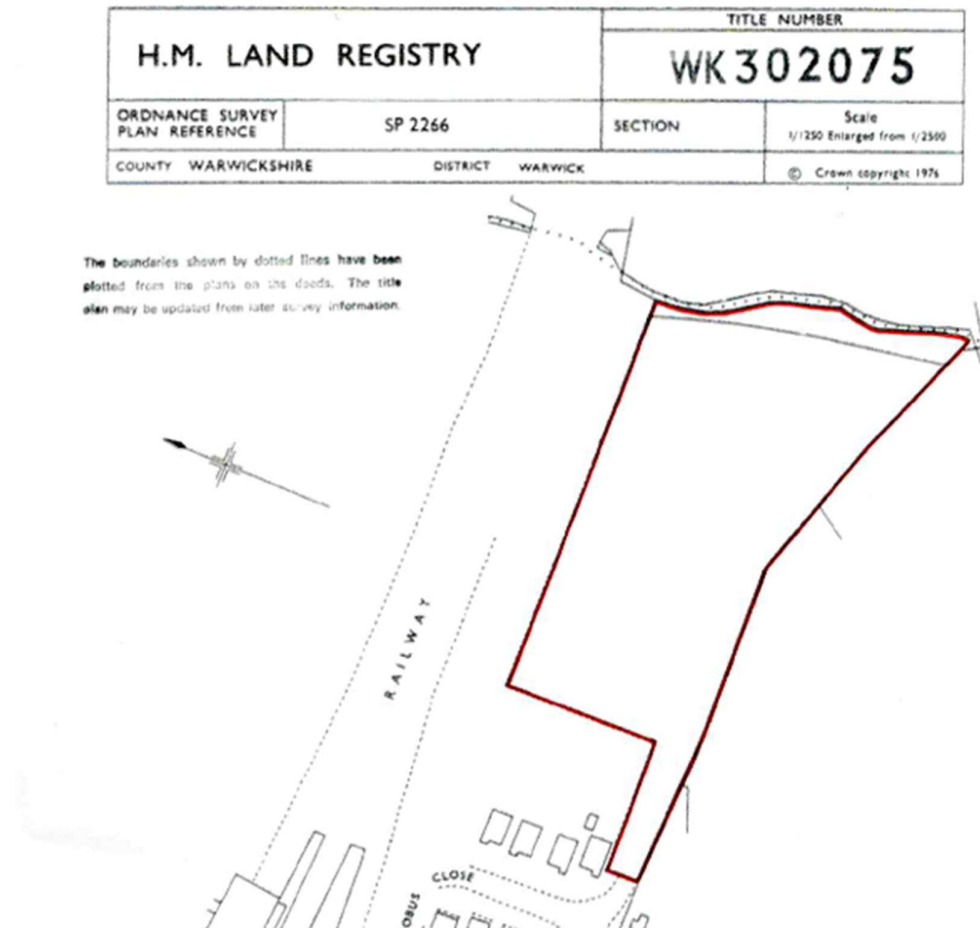 H.M. LAND REGISTRY
TITLE NUMBER
WK302075
ORDNANCE SURVEY
PLAN REFERENCE
SP 2266
SECTION
Scale
1/1250 Enlarged from 1/2500
COUNTY WARWICKSHIRE
DISTRICT WARWICK
© Crown copyright 1976
The boundaries shown by dotted lines have been
plotted from the plans on the deeds. The title
plan may be updated from later survey information.
RAILWAY
CLOSE
OBUS